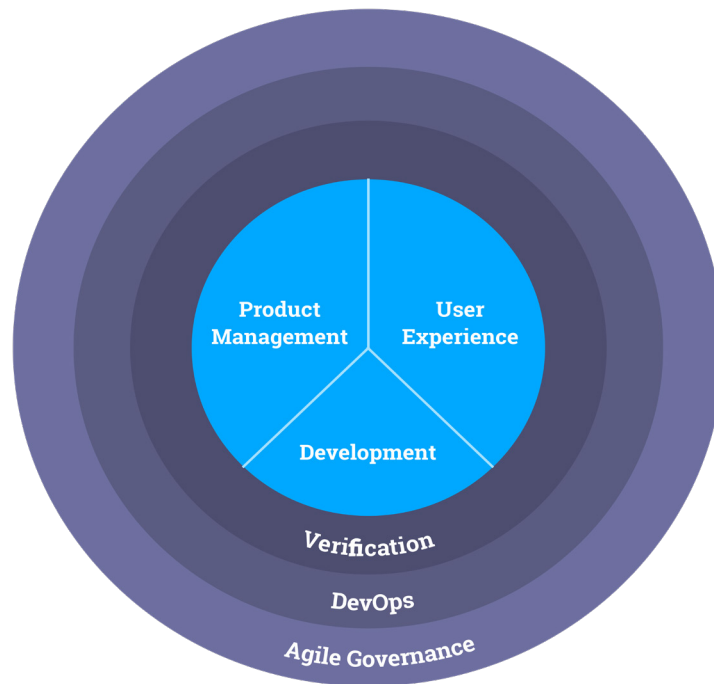 Product
Management
User
Experience
Development
Verification
DevOps
Agile Governance